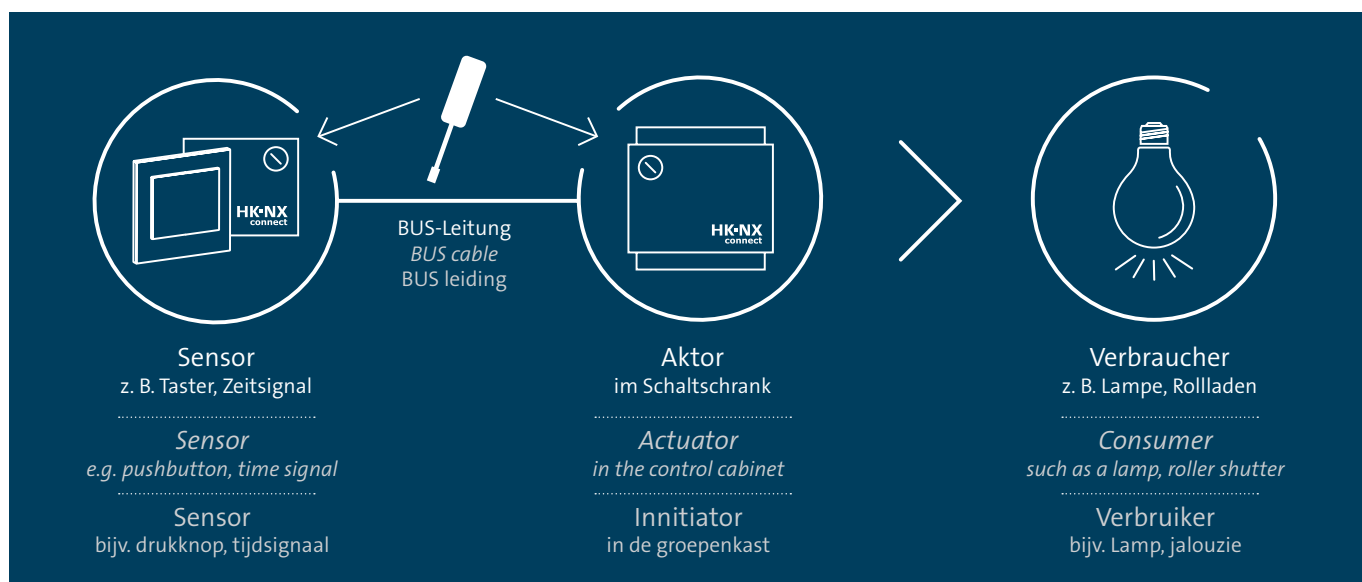 HK·NX
connect
BUS-Leitung
BUS cable
BUS leiding
HK·NX
connect
Sensor
z. B. Taster, Zeitsignal
Sensor
e.g. pushbutton, time signal
Sensor
bijv. drukknop, tijdsignaal
Aktor
im Schaltschrank
Actuator
in the control cabinet
Innitiator
in de groepenkast
Verbraucher
z. B. Lampe, Rollladen
Consumer
such as a lamp, roller shutter
Verbruiker
bijv. Lamp, jalouzie